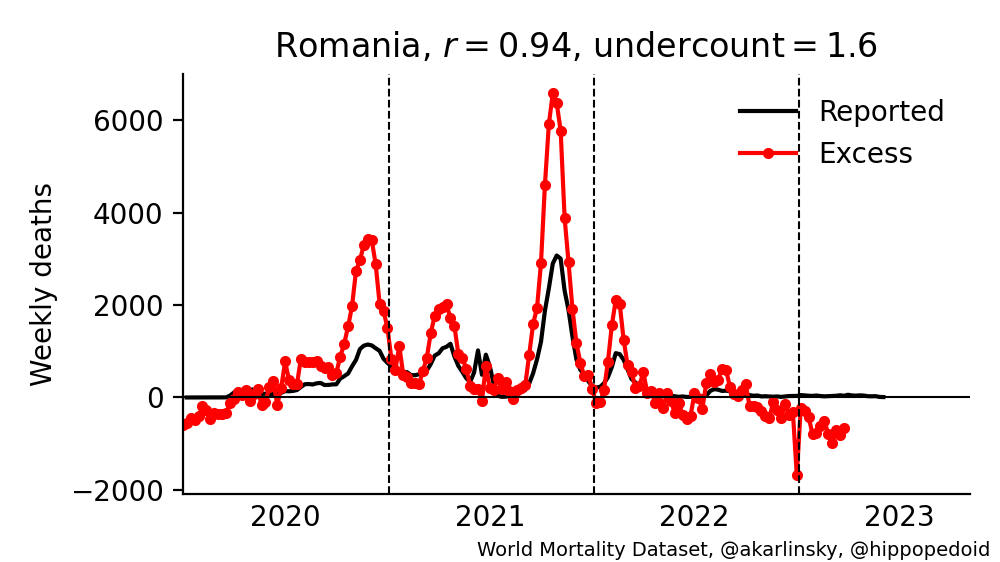 Romania, r = 0.94, undercount = 1.6
Reported
Excess
Weekly deaths
6000
4000
2000
0
−2000
2020 2021 2022 2023
World Mortality Dataset, @akarlinsky, @hippopedoid